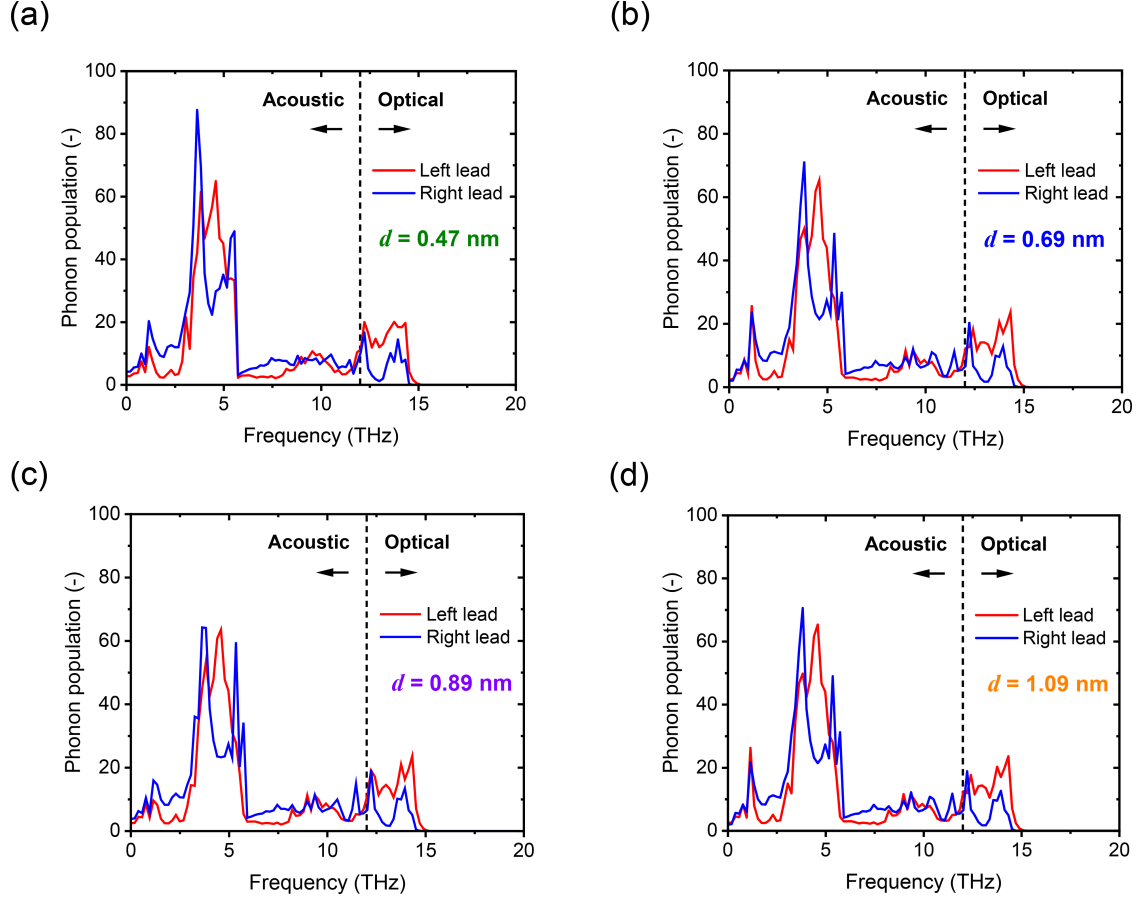 (a)
100
80
60
40
20
0
Phonon population (-)
Acoustic
Optical
Left lead
Right lead
d = 0.47 nm
0 5 10 15 20
Frequency (THz)
(b)
100
80
60
40
20
0
Phonon population (-)
Acoustic
Optical
Left lead
Right lead
d = 0.69 nm
0 5 10 15 20
Frequency (THz)
(c)
100
80
60
40
20
0
Phonon population (-)
Acoustic
Optical
Left lead
Right lead
d = 0.89 nm
0 5 10 15 20
Frequency (THz)
(d)
100
80
60
40
20
0
Phonon population (-)
Acoustic
Optical
Left lead
Right lead
d = 1.09 nm
0 5 10 15 20
Frequency (THz)